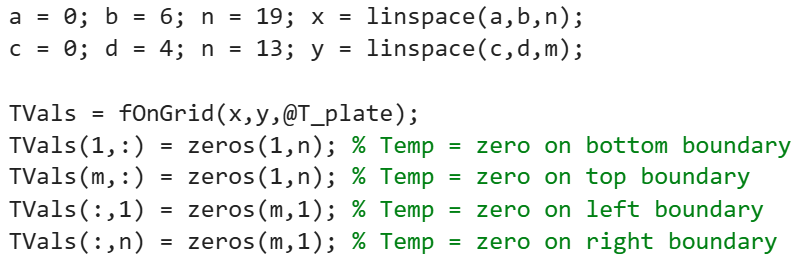 a = 0; b = 6; n = 19; x = linspace(a,b,n);
c = 0; d = 4; n = 13; y = linspace(c,d,m);
TVals = fOnGrid(x,y,@T_plate);
TVals(1,:) = zeros(1,n); % Temp = zero on bottom boundary
TVals(m,:) = zeros(1,n); % Temp = zero on top boundary
TVals(:,1) = zeros(m,1); % Temp = zero on left boundary
TVals(:,n) = zeros(m,1); % Temp = zero on right boundary